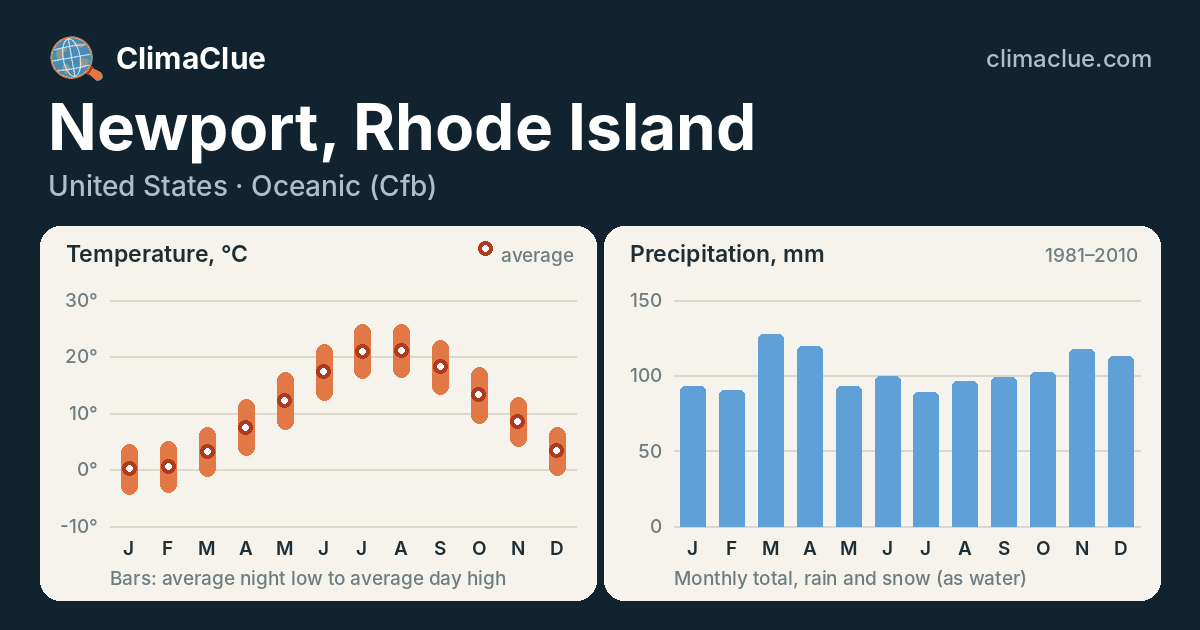 ClimaClue
climaclue.com
Newport, Rhode Island
United States · Oceanic (Cfb)
Temperature, °C
average
30°
20°
10°
0°
-10°
J F M A M J J A S O N D
Bars: average night low to average day high
Precipitation, mm
1981–2010
150
100
50
0
J F M A M J J A S O N D
Monthly total, rain and snow (as water)